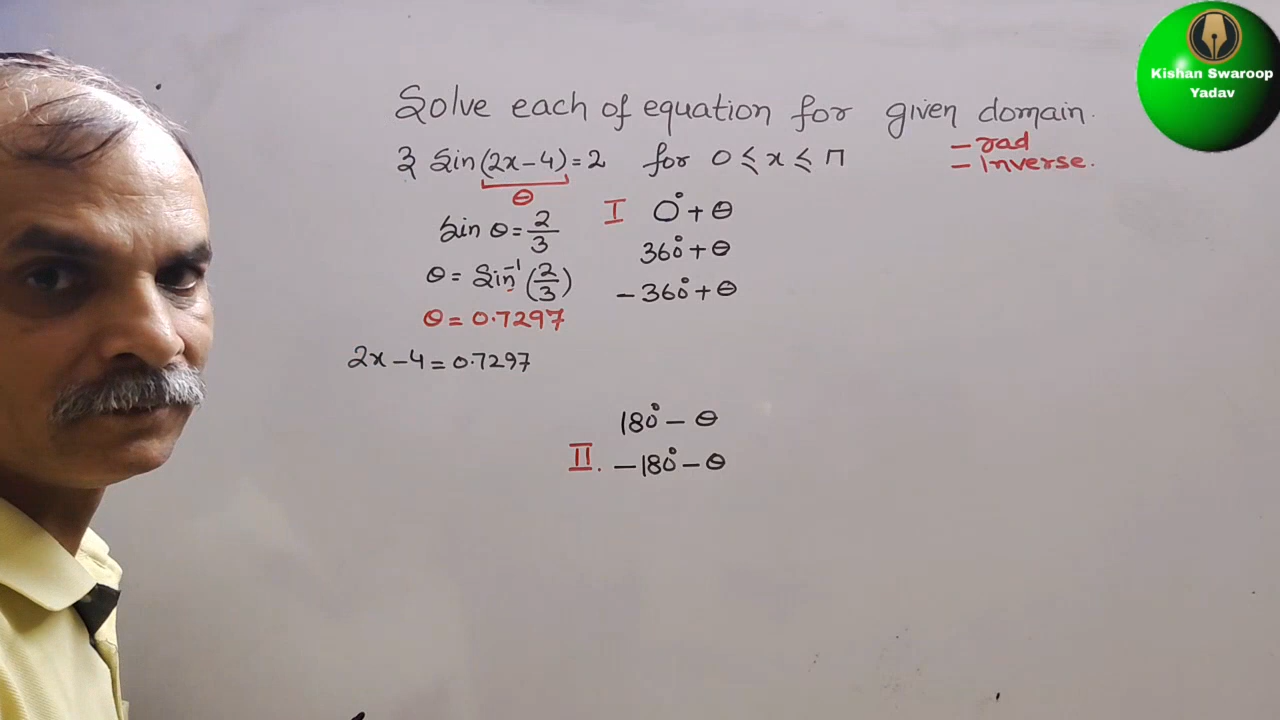 Kishan Swaroop
Yadav
Solve each of equation for given domain.
3 Sin(2x-4)=2 for 0 ⩽ x ⩽ π
- rad
- Inverse.
θ
Sin θ = 2/3
θ = Sin⁻¹(2/3)
θ = 0.7297
2x-4=0.7297
I 0°+θ
360°+θ
-360°+θ
180°-θ
II. -180°-θ